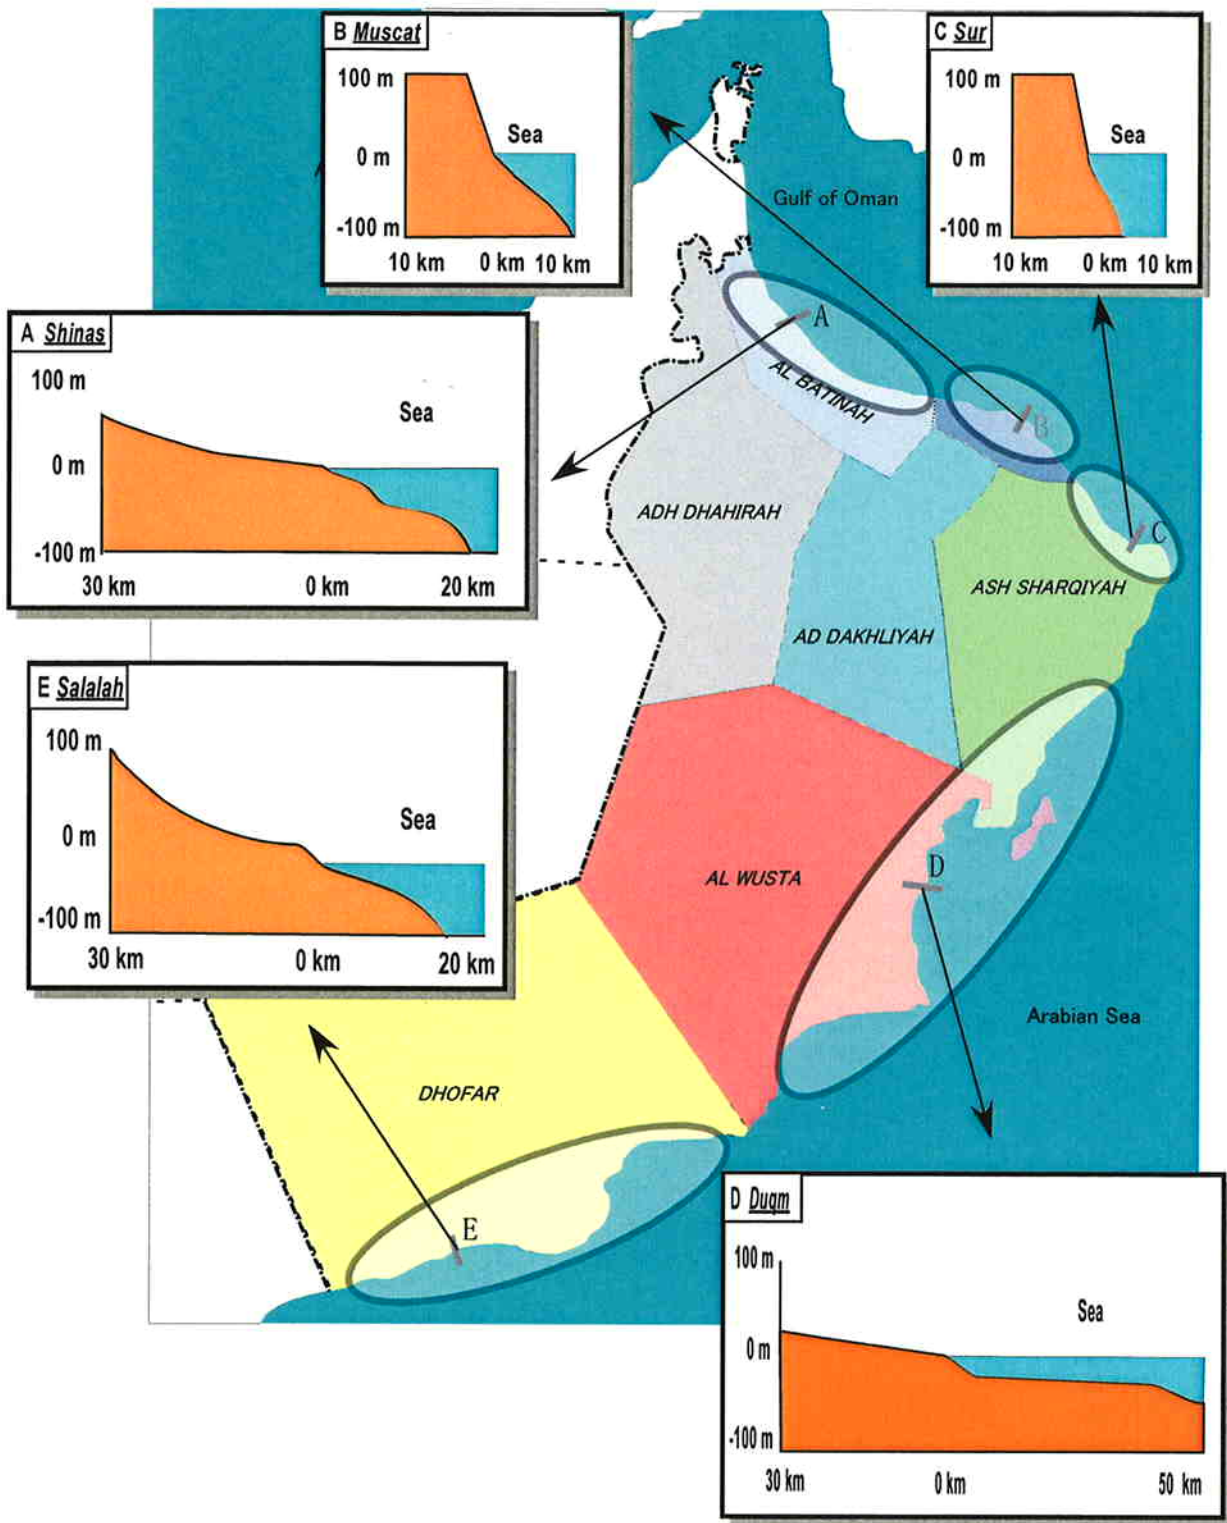 B Muscat
100 m
Sea
0 m
-100 m
10 km 0 km 10 km
C Sur
100 m
Sea
0 m
-100 m
10 km 0 km 10 km
Gulf of Oman
A Shinas
100 m
Sea
0 m
-100 m
30 km 0 km 20 km
A
AL BATINAH
B
C
ADH DHAHIRAH
ASH SHARQIYAH
AD DAKHLIYAH
E Salalah
100 m
Sea
0 m
-100 m
30 km 0 km 20 km
AL WUSTA
D
Arabian Sea
DHOFAR
E
D Duqm
100 m
Sea
0 m
-100 m
30 km 0 km 50 km